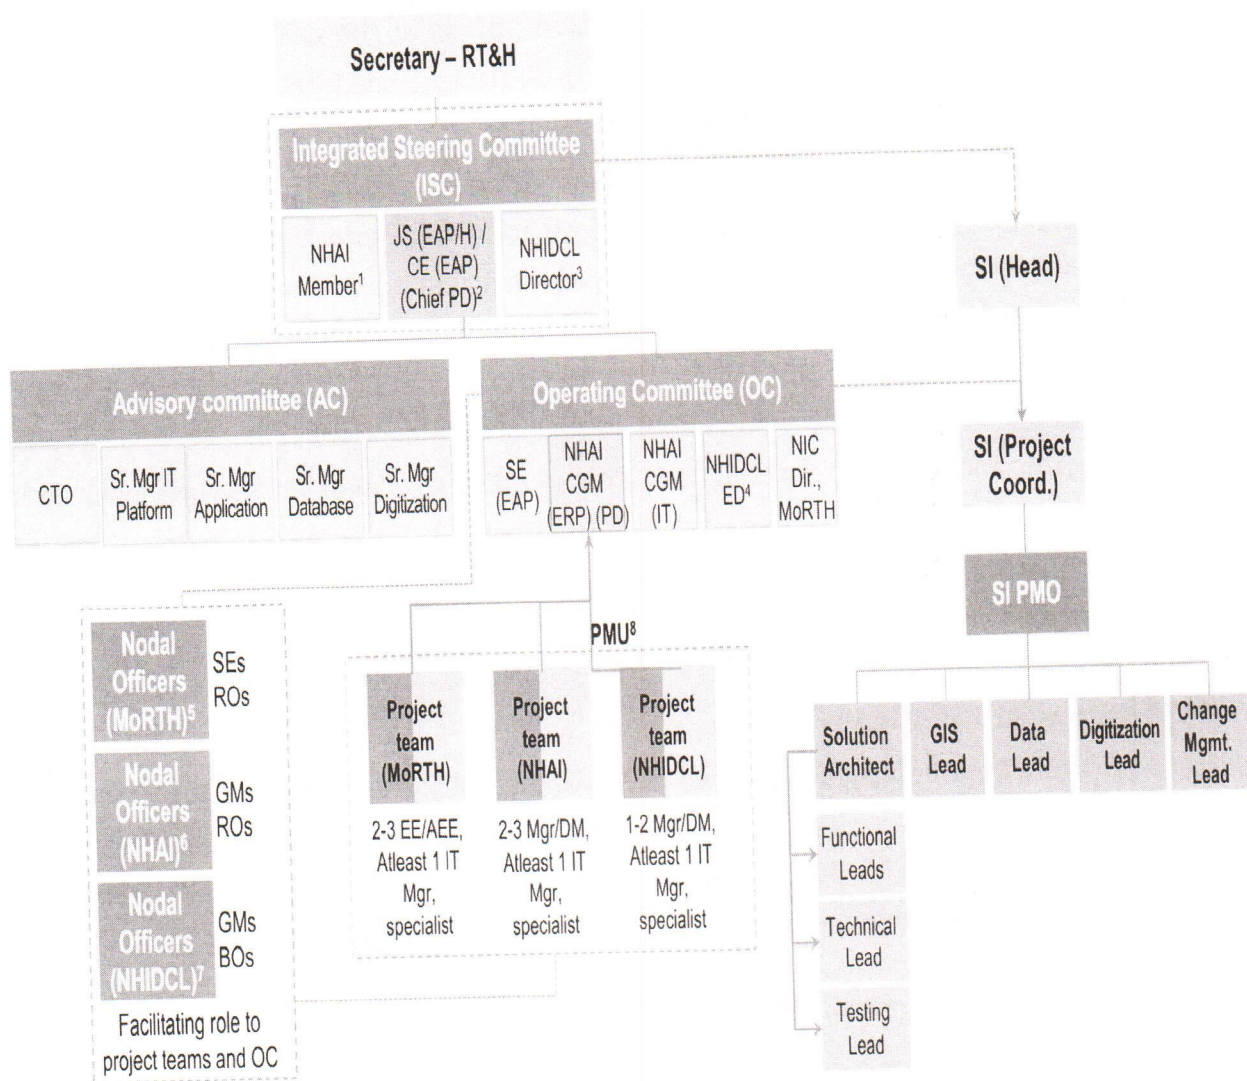 Secretary – RT&H
Integrated Steering Committee
(ISC)
NHAI
Member¹
JS (EAP/H) /
CE (EAP)
(Chief PD)²
NHIDCL
Director³
SI (Head)
Advisory committee (AC)
CTO
Sr. Mgr IT
Platform
Sr. Mgr
Application
Sr. Mgr
Database
Sr. Mgr
Digitization
Operating Committee (OC)
SE
(EAP)
NHAI
CGM
(ERP) (PD)
NHAI
CGM
(IT)
NHIDCL
ED⁴
NIC
Dir.,
MoRTH
SI (Project
Coord.)
SI PMO
Nodal
Officers
(MoRTH)⁵
SEs
ROs
Nodal
Officers
(NHAI)⁶
GMs
ROs
Nodal
Officers
(NHIDCL)⁷
GMs
BOs
Facilitating role to
project teams and OC
PMU⁸
Project
team
(MoRTH)
2-3 EE/AEE,
Atleast 1 IT
Mgr,
specialist
Project
team
(NHAI)
2-3 Mgr/DM,
Atleast 1 IT
Mgr,
specialist
Project
team
(NHIDCL)
1-2 Mgr/DM,
Atleast 1 IT
Mgr,
specialist
Solution
Architect
GIS
Lead
Data
Lead
Digitization
Lead
Change
Mgmt.
Lead
Functional
Leads
Technical
Lead
Testing
Lead